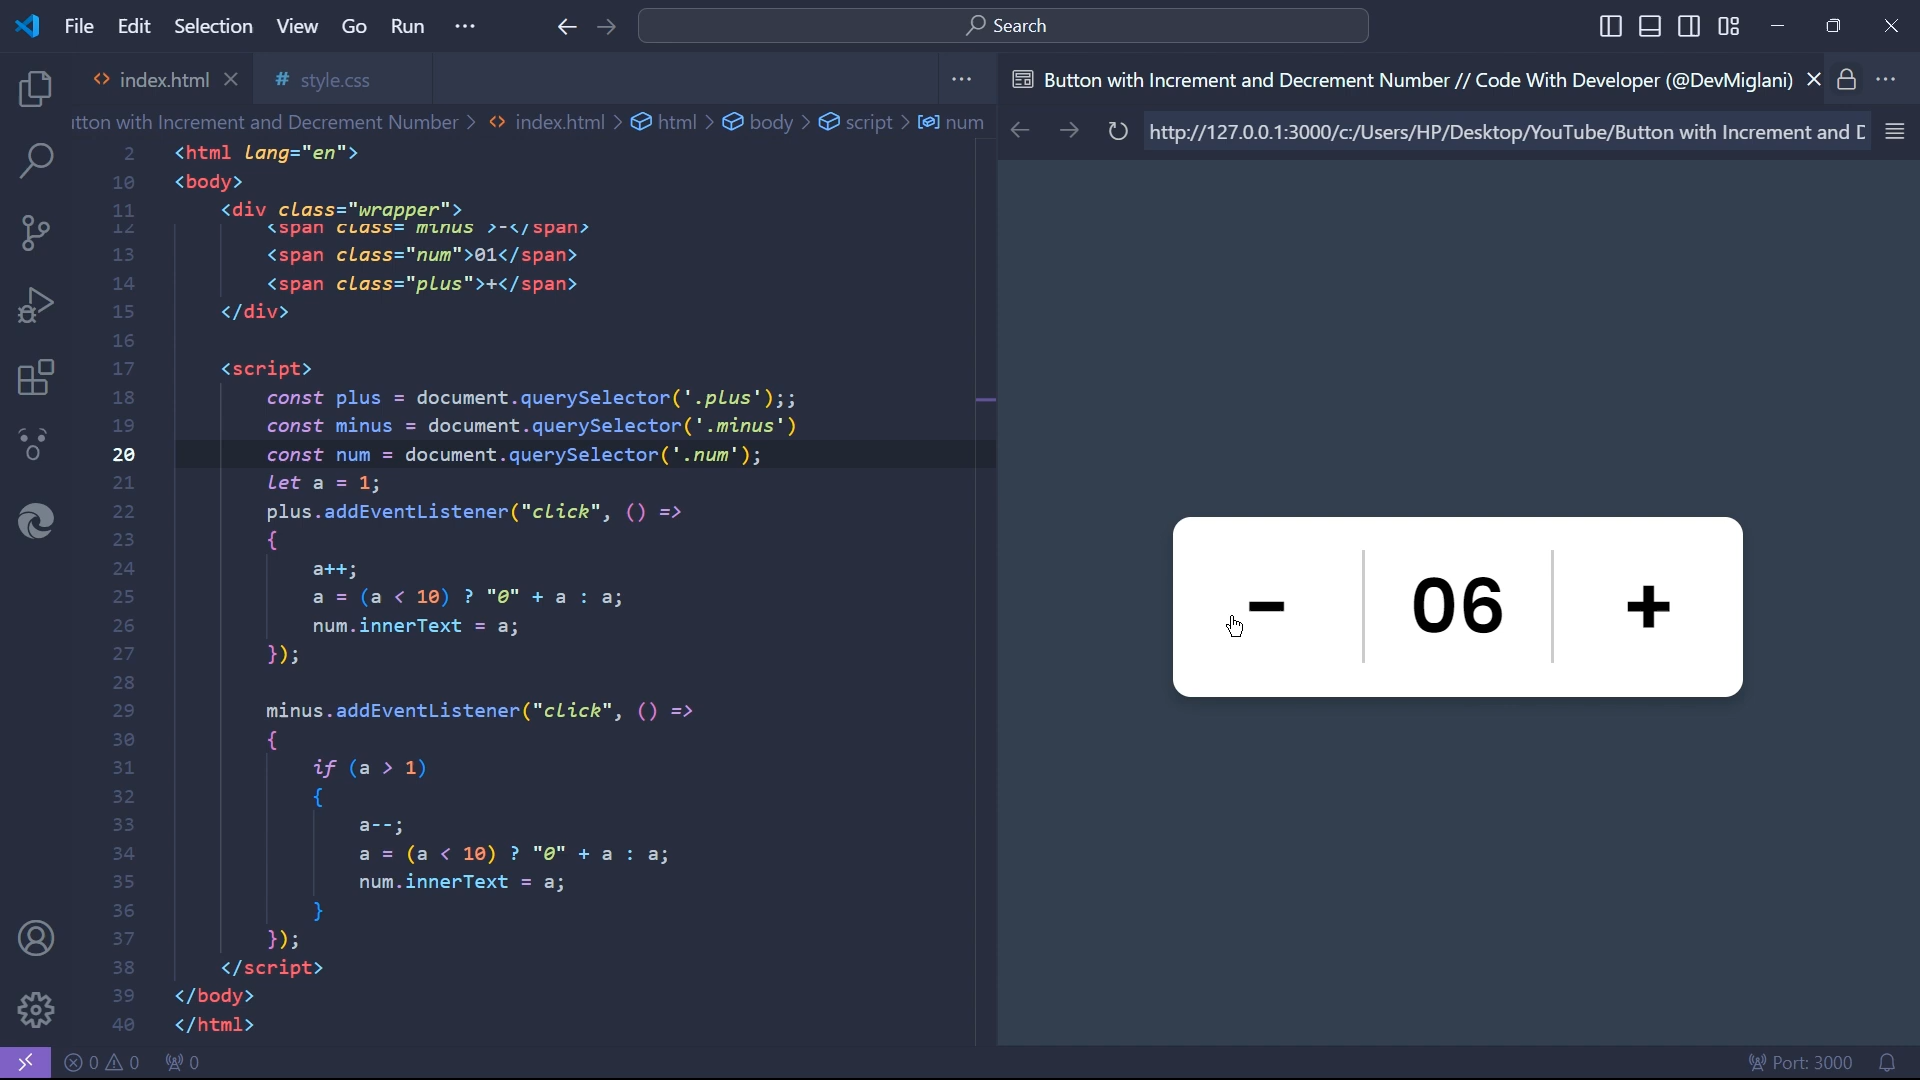 File Edit Selection View Go Run ···
Search
index.html
# style.css
···
Button with Increment and Decrement Number // Code With Developer (@DevMiglani)
···
tton with Increment and Decrement Number > <> index.html > html > body > script > num
http://127.0.0.1:3000/c:/Users/HP/Desktop/YouTube/Button with Increment and D
2 <html lang="en">
10 <body>
11 <div class="wrapper">
12 <span class="minus">-</span>
13 <span class="num">01</span>
14 <span class="plus">+</span>
15 </div>
16
17 <script>
18 const plus = document.querySelector('.plus');;
19 const minus = document.querySelector('.minus')
20 const num = document.querySelector('.num');
21 let a = 1;
22 plus.addEventListener("click", () =>
23 {
24 a++;
25 a = (a < 10) ? "0" + a : a;
26 num.innerText = a;
27 });
28
29 minus.addEventListener("click", () =>
30 {
31 if (a > 1)
32 {
33 a--;
34 a = (a < 10) ? "0" + a : a;
35 num.innerText = a;
36 }
37 });
38 </script>
39 </body>
40 </html>
- 06 +
0 0 0
Port: 3000